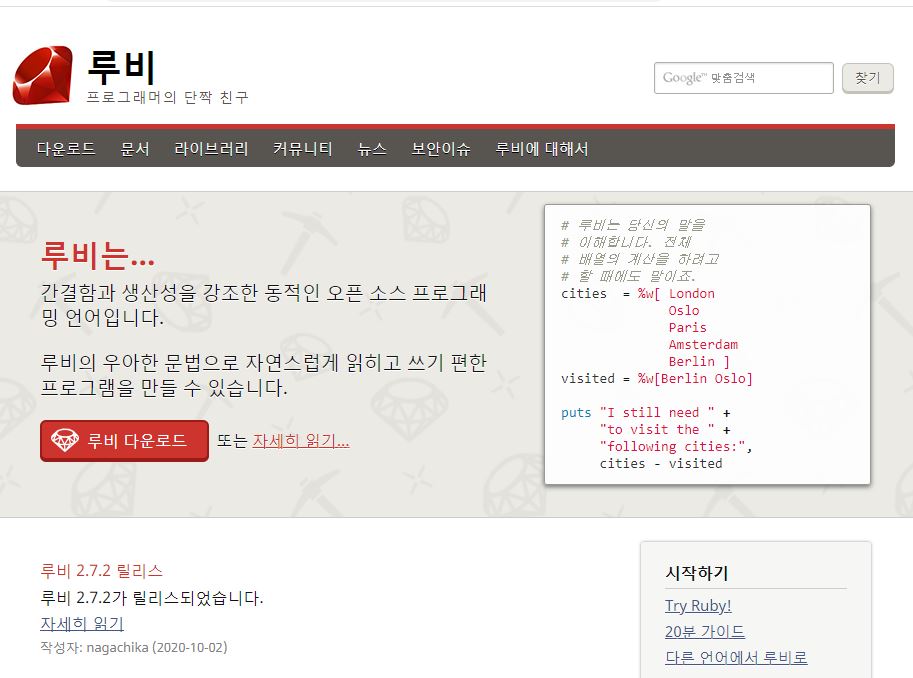 루비
프로그래머의 단짝 친구
Google™ 맞춤검색
찾기
다운로드 문서 라이브러리 커뮤니티 뉴스 보안이슈 루비에 대해서
루비는...
간결함과 생산성을 강조한 동적인 오픈 소스 프로그래
밍 언어입니다.
루비의 우아한 문법으로 자연스럽게 읽히고 쓰기 편한
프로그램을 만들 수 있습니다.
루비 다운로드 또는 자세히 읽기...
# 루비는 당신의 말을
# 이해합니다. 전체
# 배열의 계산을 하려고
# 할 때에도 말이죠.
cities  = %w[ London
              Oslo
              Paris
              Amsterdam
              Berlin ]
visited = %w[Berlin Oslo]
puts "I still need " +
     "to visit the " +
     "following cities:",
     cities - visited
루비 2.7.2 릴리스
루비 2.7.2가 릴리스되었습니다.
자세히 읽기
작성자: nagachika (2020-10-02)
시작하기
Try Ruby!
20분 가이드
다른 언어에서 루비로